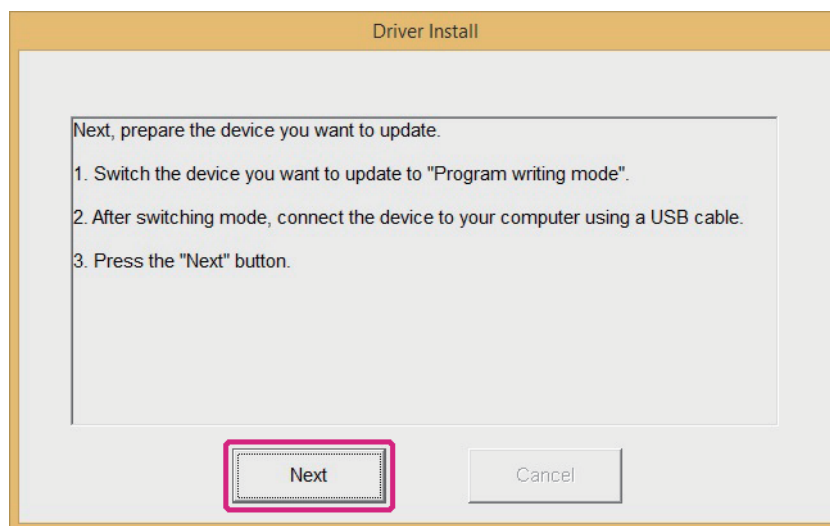 Driver Install
Next, prepare the device you want to update.
1. Switch the device you want to update to "Program writing mode".
2. After switching mode, connect the device to your computer using a USB cable.
3. Press the "Next" button.
Next
Cancel